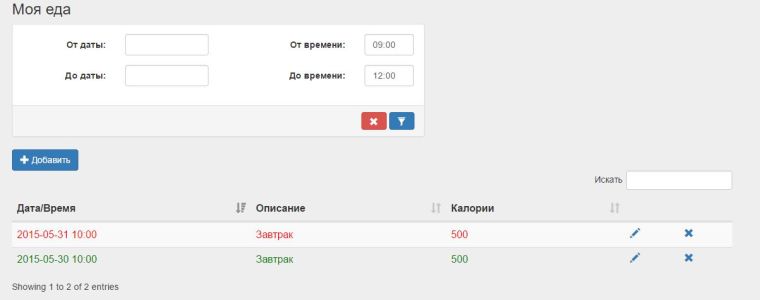 Моя еда
От даты: От времени: 09:00
До даты: До времени: 12:00
Добавить
Искать
Дата/Время Описание Калории
2015-05-31 10:00 Завтрак 500
2015-05-30 10:00 Завтрак 500
Showing 1 to 2 of 2 entries